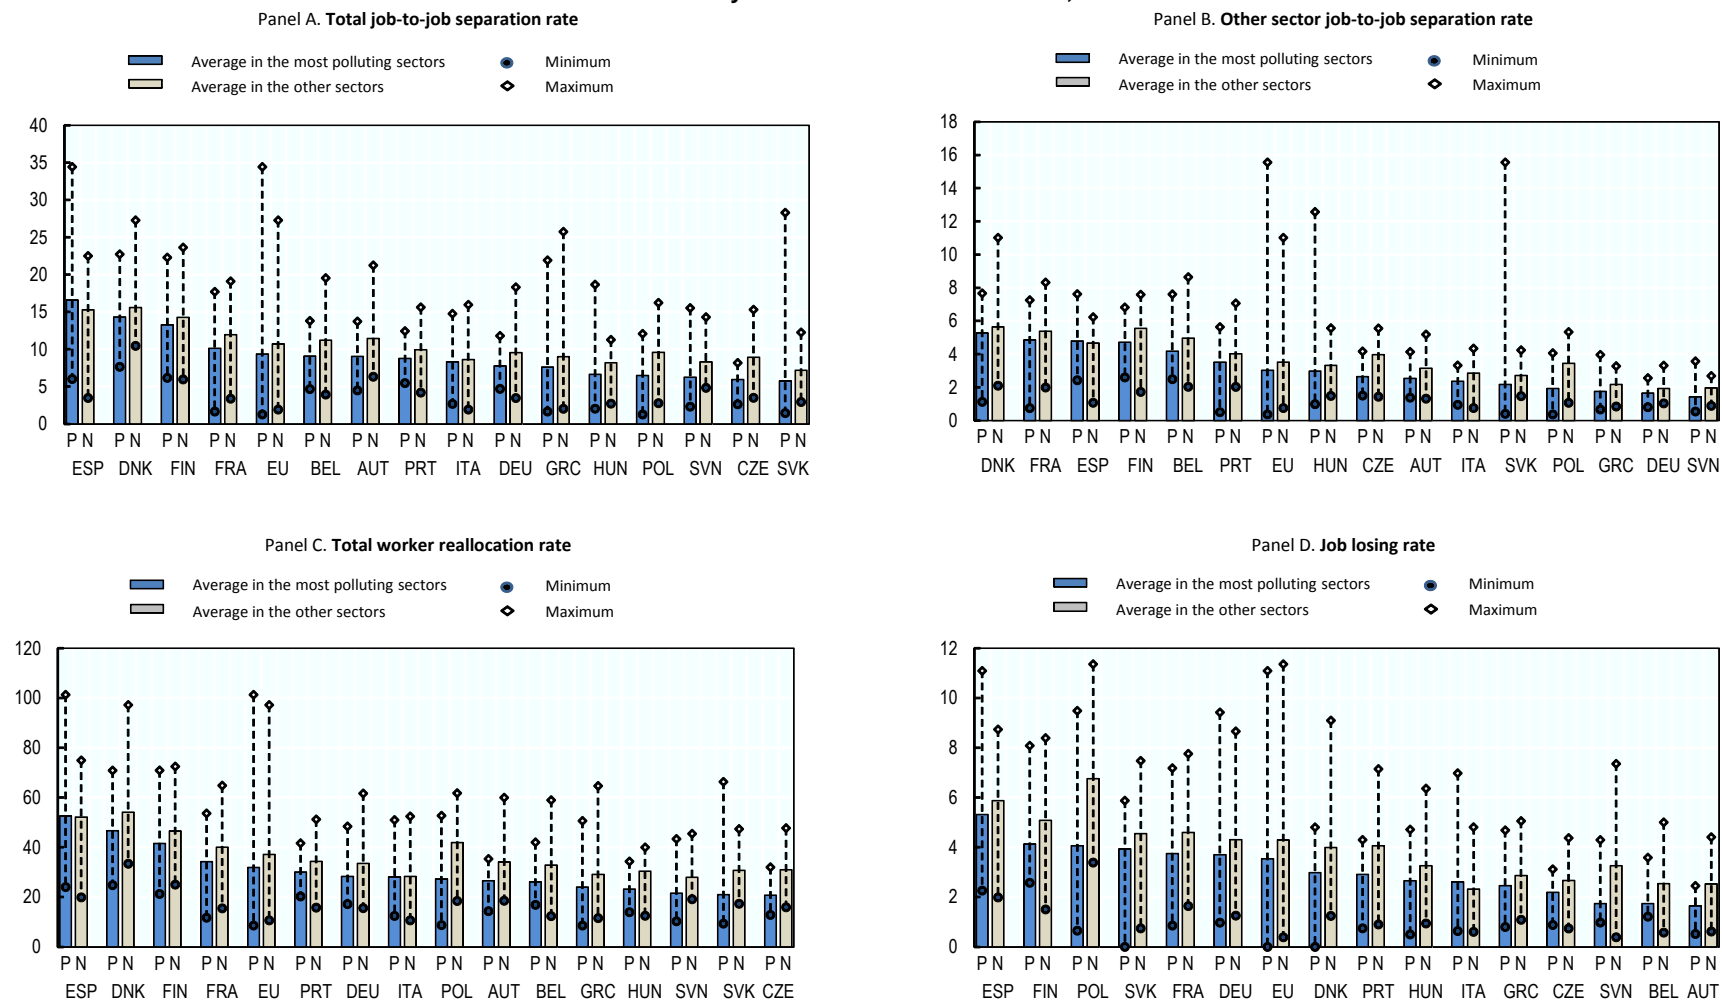 Panel A. Total job-to-job separation rate
Average in the most polluting sectors Minimum
Average in the other sectors Maximum
40
35
30
25
20
15
10
5
0
P N P N P N P N P N P N P N P N P N P N P N P N P N P N P N P N
ESP DNK FIN FRA EU BEL AUT PRT ITA DEU GRC HUN POL SVN CZE SVK
Panel B. Other sector job-to-job separation rate
Average in the most polluting sectors Minimum
Average in the other sectors Maximum
18
16
14
12
10
8
6
4
2
0
P N P N P N P N P N P N P N P N P N P N P N P N P N P N P N P N
DNK FRA ESP FIN BEL PRT EU HUN CZE AUT ITA SVK POL GRC DEU SVN
Panel C. Total worker reallocation rate
Average in the most polluting sectors Minimum
Average in the other sectors Maximum
120
100
80
60
40
20
0
P N P N P N P N P N P N P N P N P N P N P N P N P N P N P N P N
ESP DNK FIN FRA EU PRT DEU ITA POL AUT BEL GRC HUN SVN SVK CZE
Panel D. Job losing rate
Average in the most polluting sectors Minimum
Average in the other sectors Maximum
12
10
8
6
4
2
0
P N P N P N P N P N P N P N P N P N P N P N P N P N P N P N P N
ESP FIN POL SVK FRA DEU EU DNK PRT HUN ITA GRC CZE SVN BEL AUT